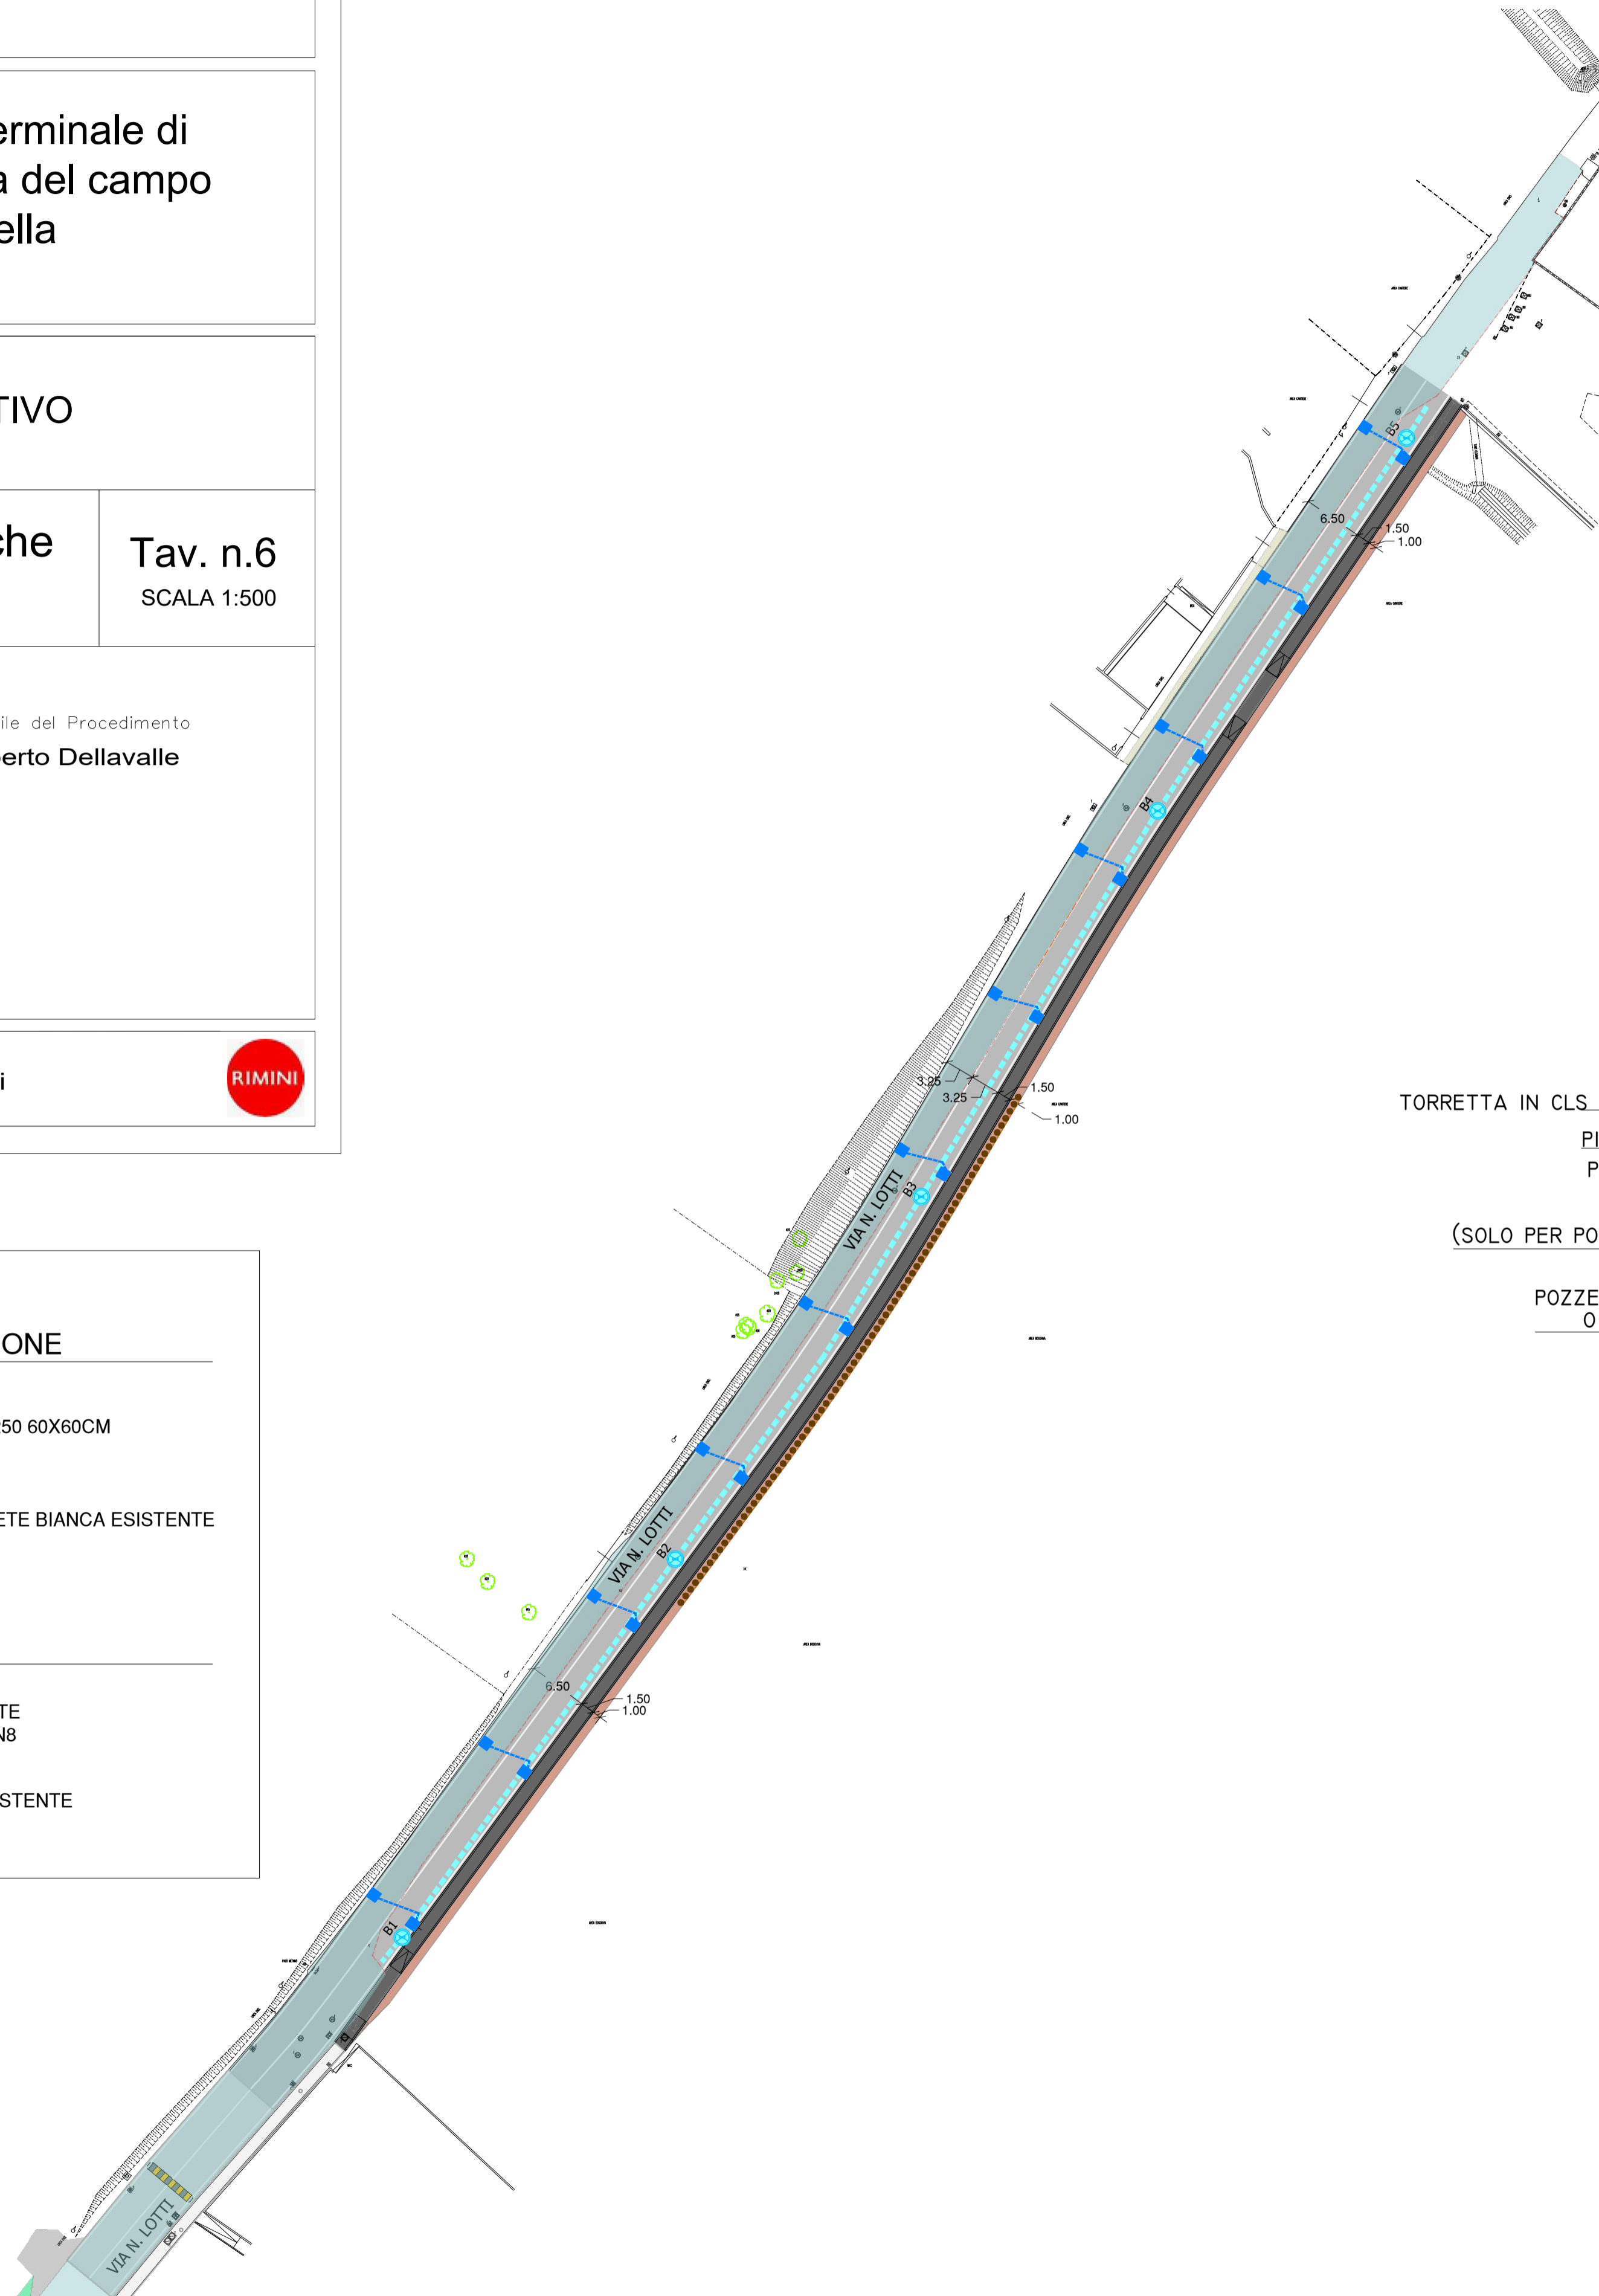 erminale di
a del campo
ella
TIVO
che
Tav. n.6
SCALA 1:500
ile del Procedimento
erto Dellavalle
i
RIMINI
ONE
50 60X60CM
ETE BIANCA ESISTENTE
TE
N8
STENTE
B5
6.50
1.50
1.00
B4
3.25
3.25
1.50
1.00
VIA N. LOTTI
B3
VIA N. LOTTI
B2
6.50
1.50
1.00
B1
VIA N. LOTTI
TORRETTA IN CLS
PI
P
(SOLO PER PO
POZZE
O